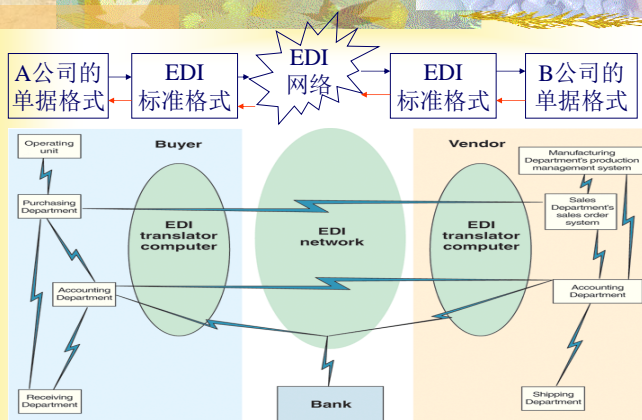 A公司的
单据格式
EDI
标准格式
EDI
网络
EDI
标准格式
B公司的
单据格式
Buyer
Vendor
Operating
unit
Purchasing
Department
Accounting
Department
Receiving
Department
EDI
translator
computer
EDI
network
EDI
translator
computer
Manufacturing
Department's production
management system
Sales
Department's
sales order
system
Accounting
Department
Shipping
Department
Bank